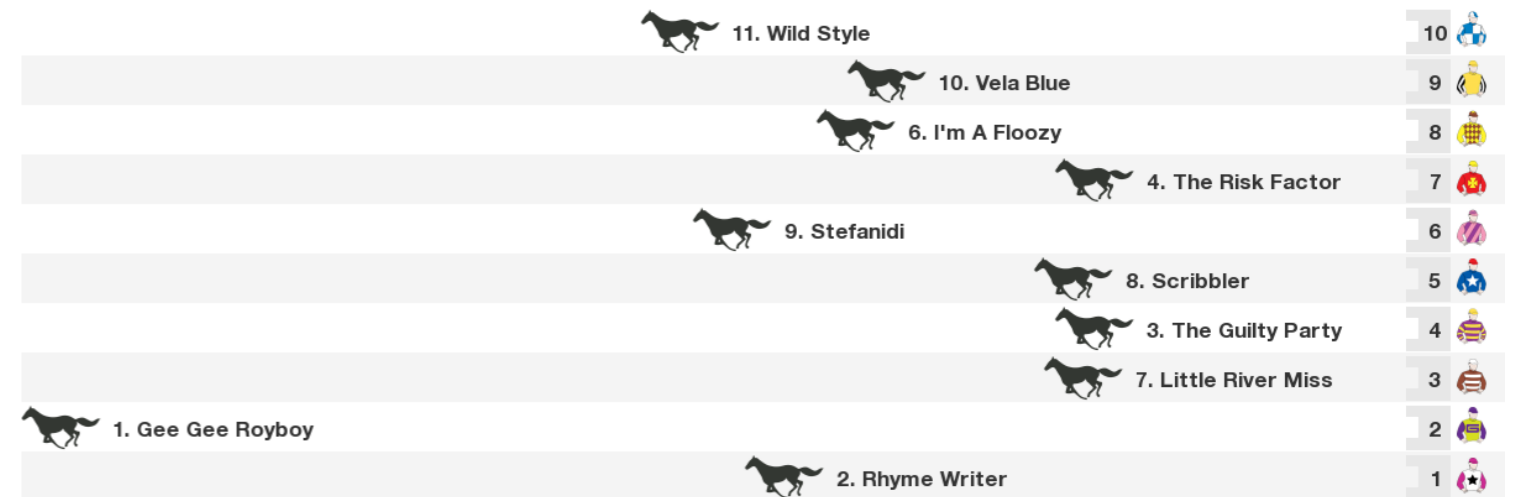 11. Wild Style 10
10. Vela Blue 9
6. I'm A Floozy 8
4. The Risk Factor 7
9. Stefanidi 6
8. Scribbler 5
3. The Guilty Party 4
7. Little River Miss 3
1. Gee Gee Royboy 2
2. Rhyme Writer 1